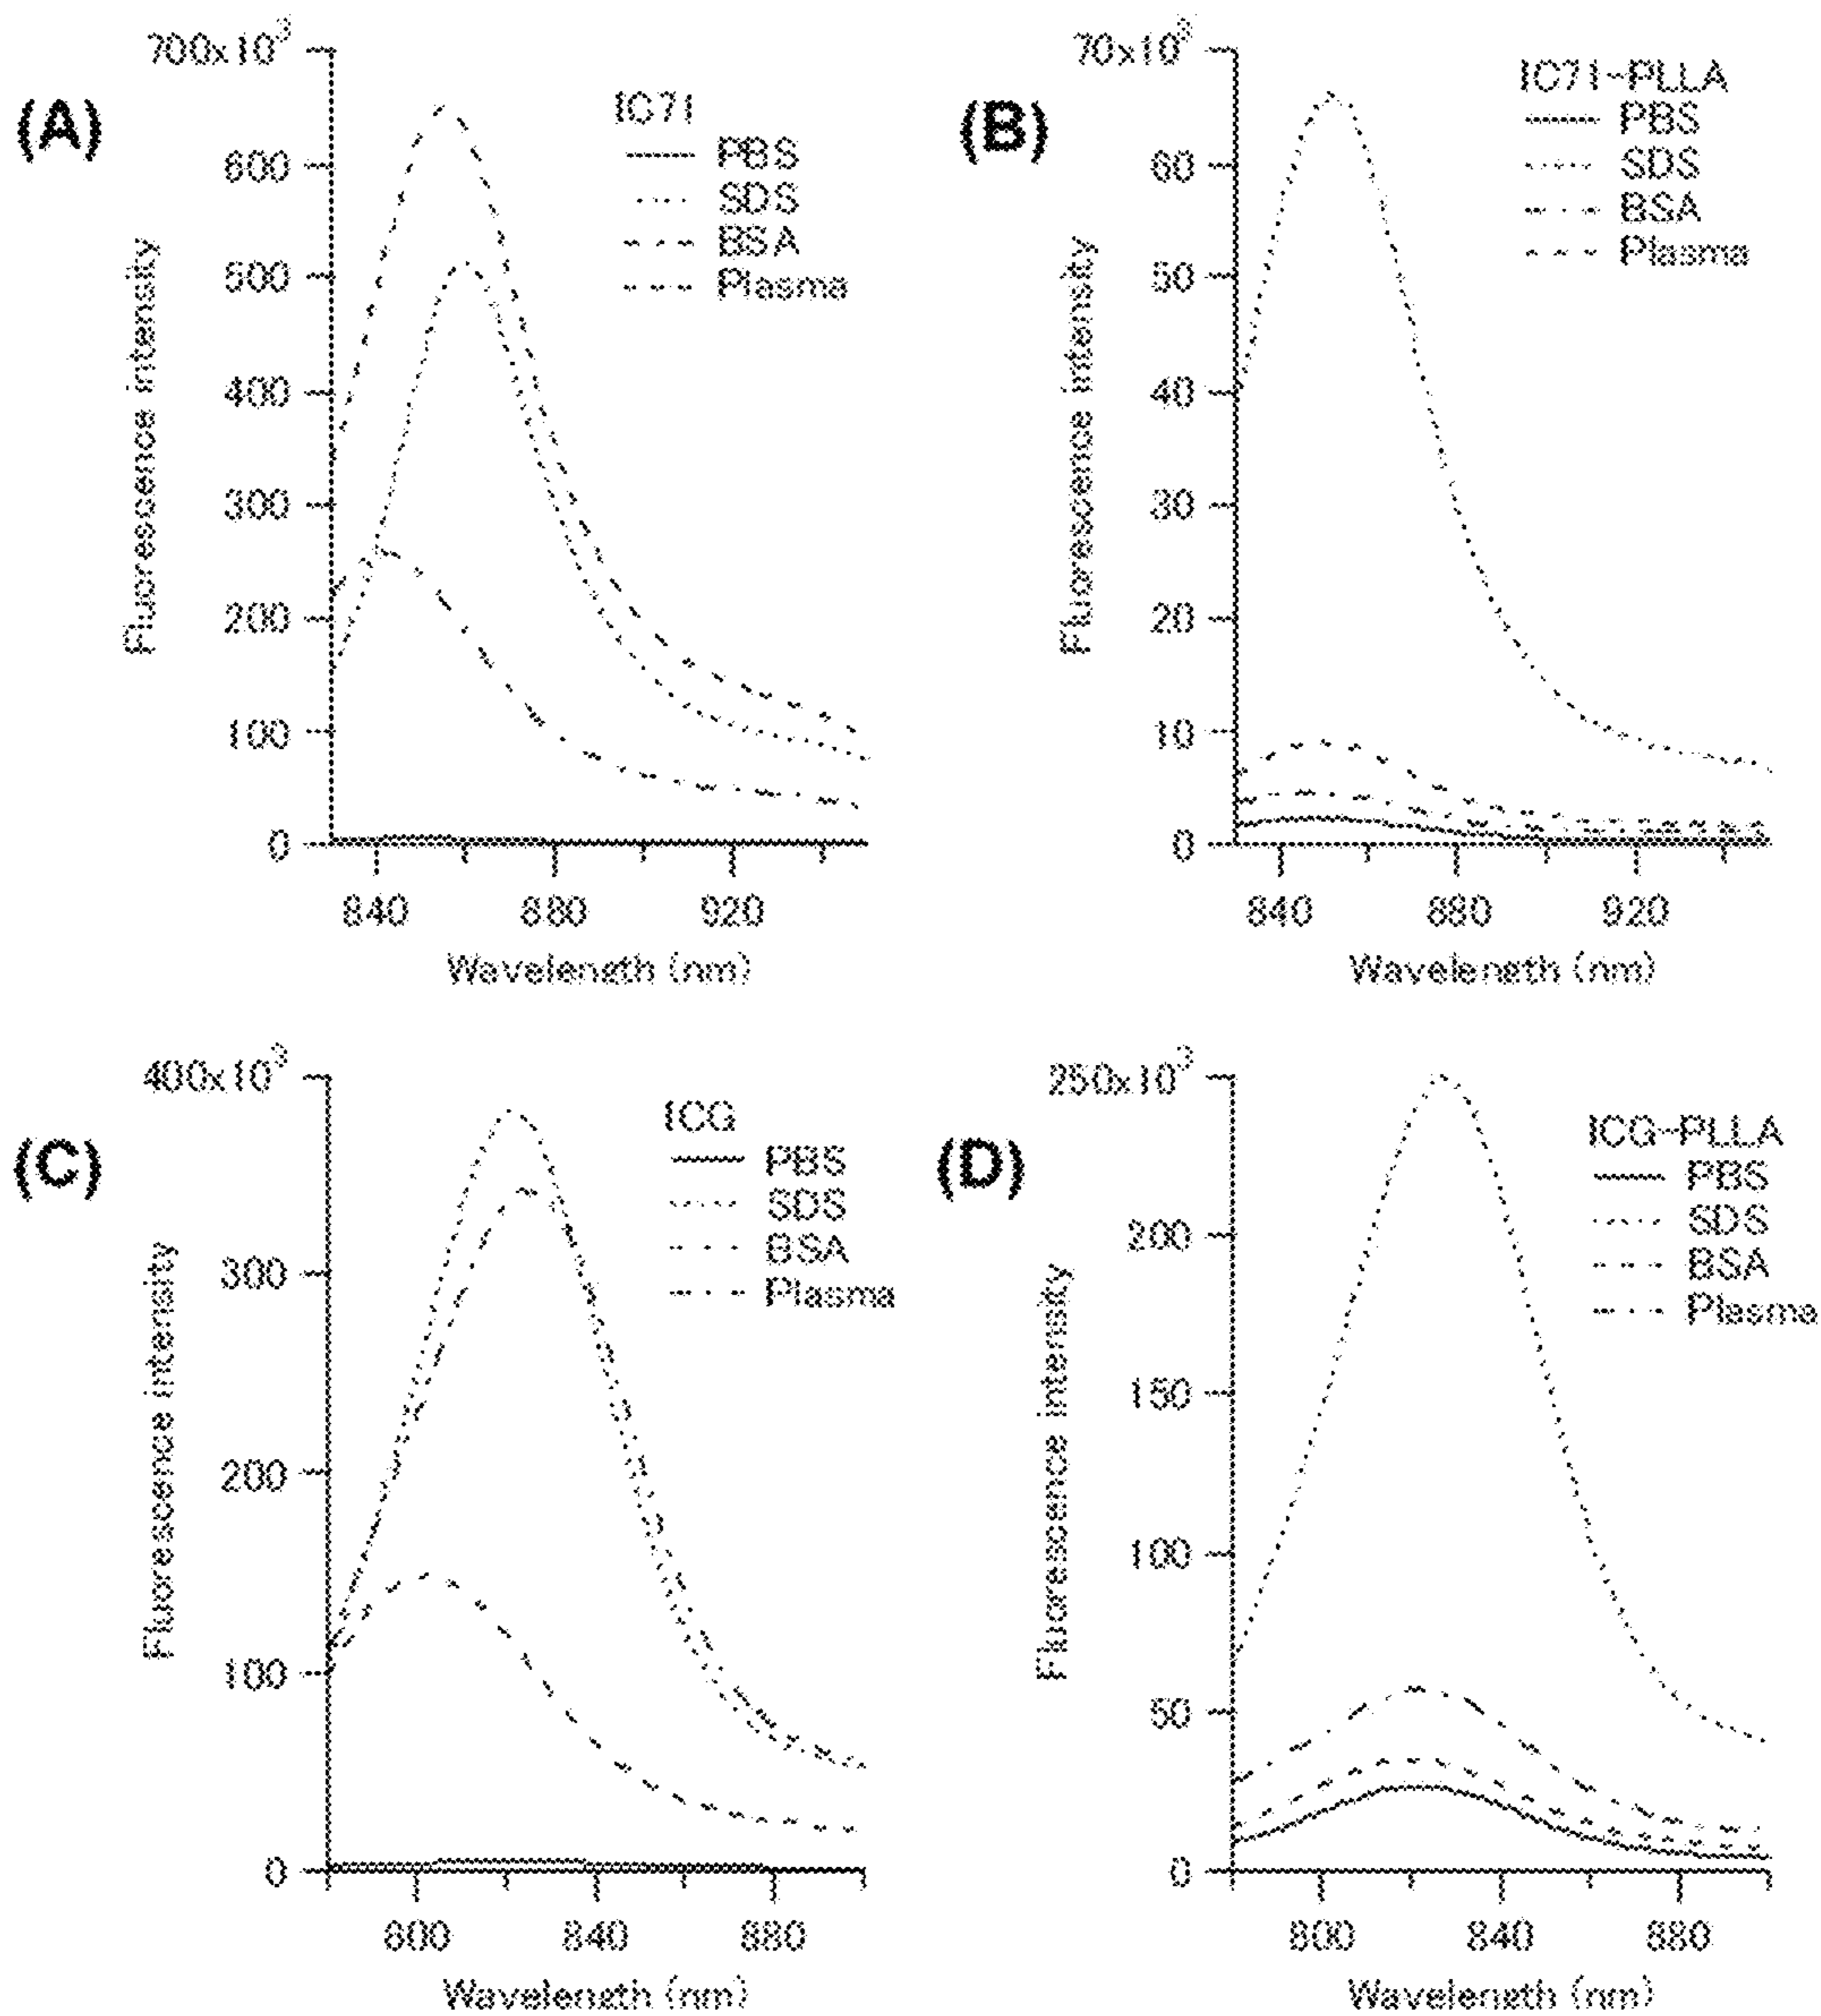 (A)
700x10³
600
500
400
300
200
100
0
Fluorescence intensity
IC7I
PBS
SDS
BSA
Plasma
840
880
920
Wavelength (nm)
(B)
70x10³
60
50
40
30
20
10
0
Fluorescence intensity
IC7I-PLLA
PBS
SDS
BSA
Plasma
840
880
920
Wavelength (nm)
(C)
400x10³
300
200
100
0
Fluorescence intensity
ICG
PBS
SDS
BSA
Plasma
800
840
880
Wavelength (nm)
(D)
250x10³
200
150
100
50
0
Fluorescence intensity
ICG-PLLA
PBS
SDS
BSA
Plasma
800
840
880
Wavelength (nm)